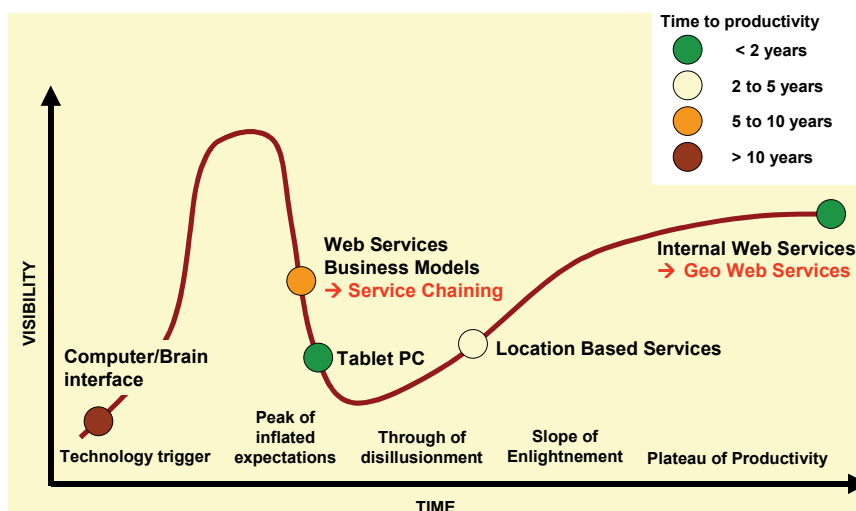 Time to productivity
< 2 years
2 to 5 years
5 to 10 years
> 10 years
VISIBILITY
Web Services
Business Models
→ Service Chaining
Internal Web Services
→ Geo Web Services
Computer/Brain
interface
Tablet PC
Location Based Services
Technology trigger
Peak of
inflated
expectations
Through of
disillusionment
Slope of
Enlightnement
Plateau of Productivity
TIME